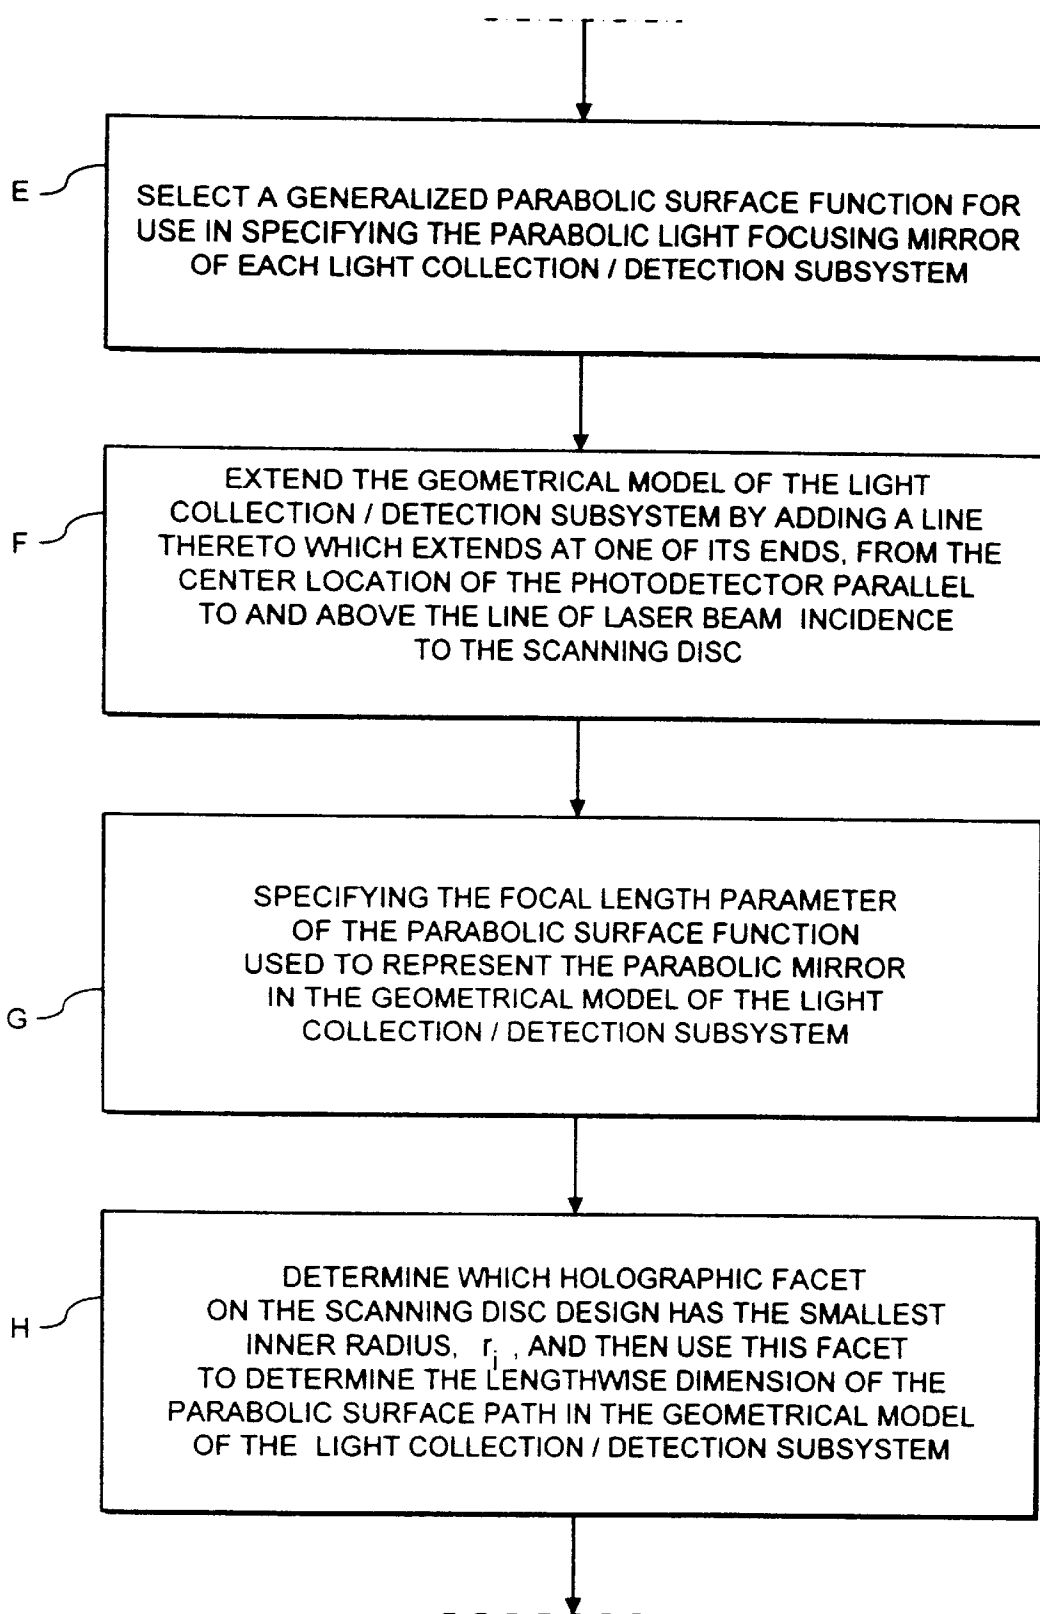 E
SELECT A GENERALIZED PARABOLIC SURFACE FUNCTION FOR
USE IN SPECIFYING THE PARABOLIC LIGHT FOCUSING MIRROR
OF EACH LIGHT COLLECTION / DETECTION SUBSYSTEM
F
EXTEND THE GEOMETRICAL MODEL OF THE LIGHT
COLLECTION / DETECTION SUBSYSTEM BY ADDING A LINE
THERETO WHICH EXTENDS AT ONE OF ITS ENDS, FROM THE
CENTER LOCATION OF THE PHOTODETECTOR PARALLEL
TO AND ABOVE THE LINE OF LASER BEAM INCIDENCE
TO THE SCANNING DISC
G
SPECIFYING THE FOCAL LENGTH PARAMETER
OF THE PARABOLIC SURFACE FUNCTION
USED TO REPRESENT THE PARABOLIC MIRROR
IN THE GEOMETRICAL MODEL OF THE LIGHT
COLLECTION / DETECTION SUBSYSTEM
H
DETERMINE WHICH HOLOGRAPHIC FACET
ON THE SCANNING DISC DESIGN HAS THE SMALLEST
INNER RADIUS, ri , AND THEN USE THIS FACET
TO DETERMINE THE LENGTHWISE DIMENSION OF THE
PARABOLIC SURFACE PATH IN THE GEOMETRICAL MODEL
OF THE LIGHT COLLECTION / DETECTION SUBSYSTEM